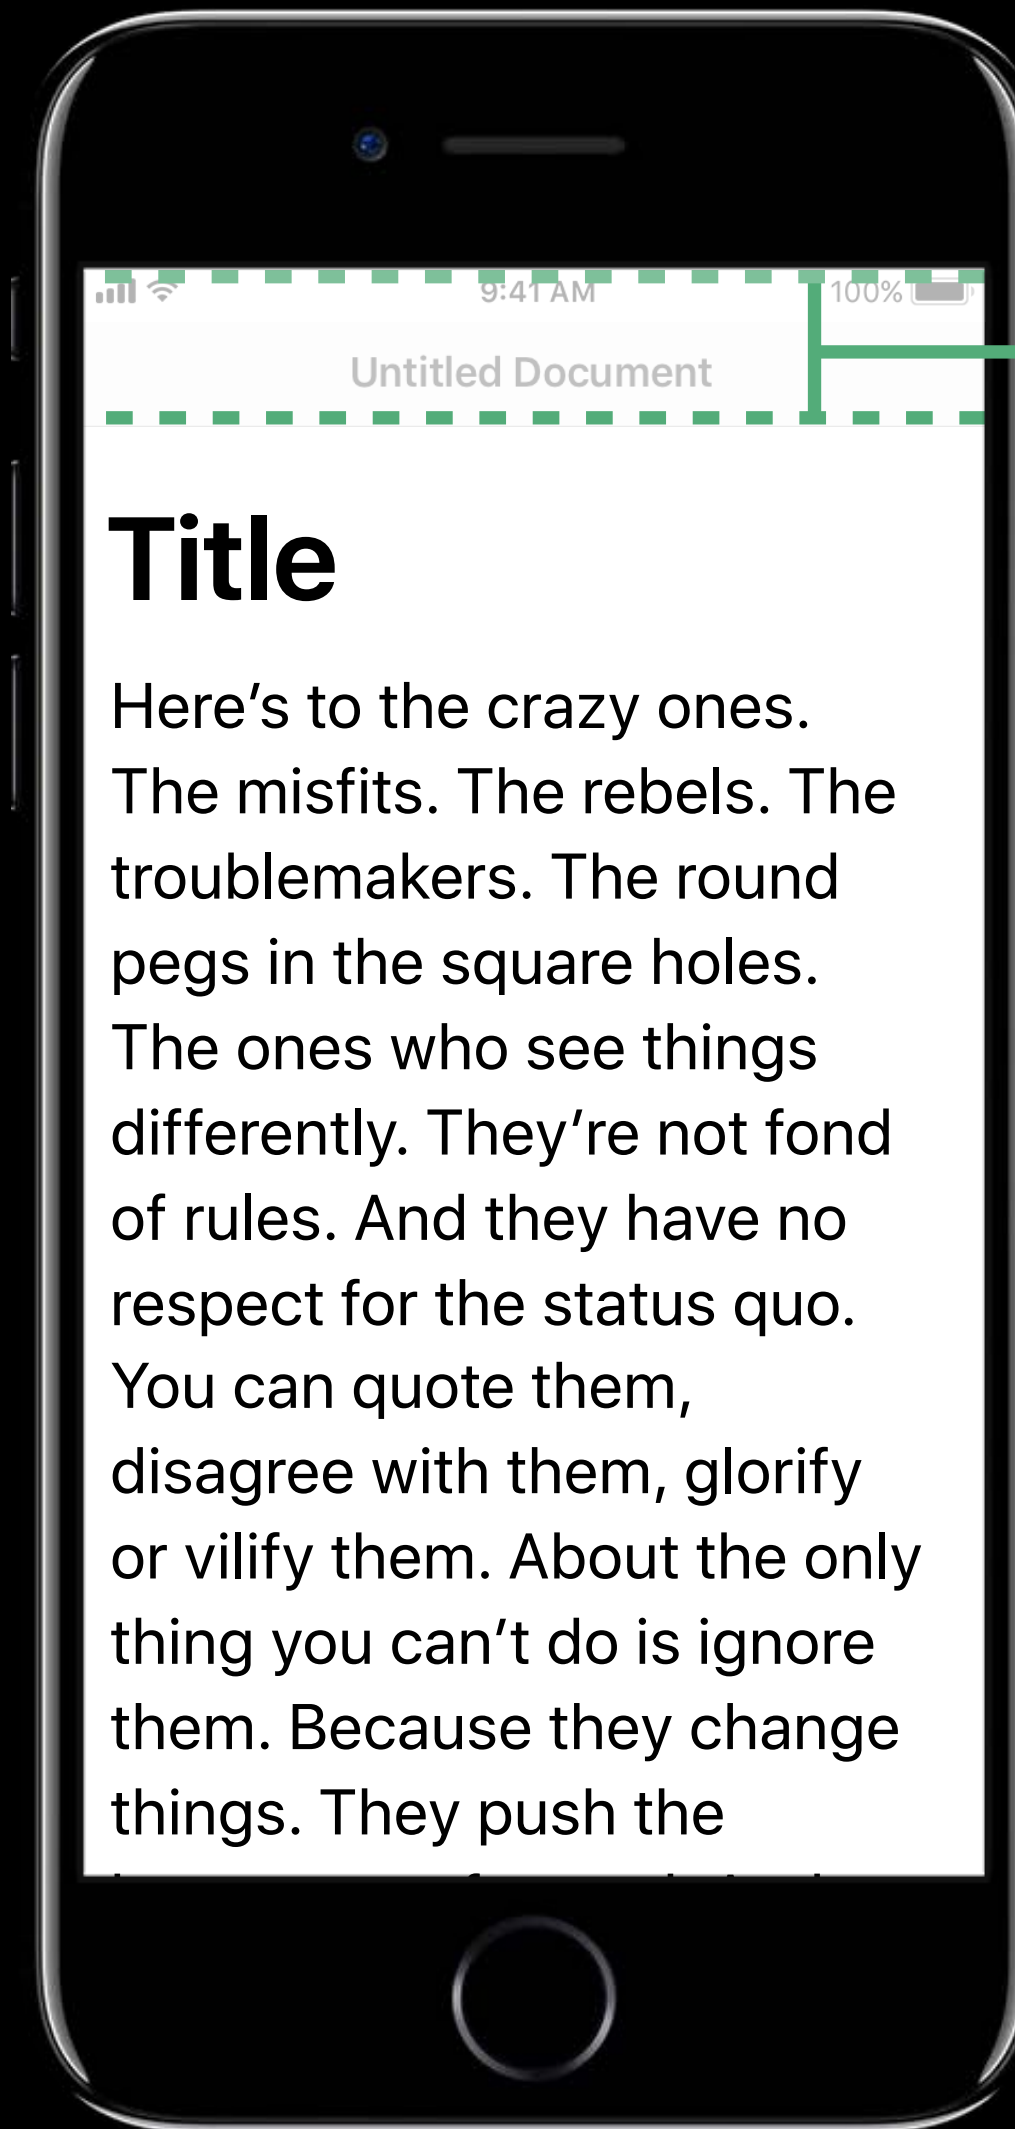 9:41 AM 100%
Untitled Document
Title
Here’s to the crazy ones.
The misfits. The rebels. The
troublemakers. The round
pegs in the square holes.
The ones who see things
differently. They’re not fond
of rules. And they have no
respect for the status quo.
You can quote them,
disagree with them, glorify
or vilify them. About the only
thing you can’t do is ignore
them. Because they change
things. They push the